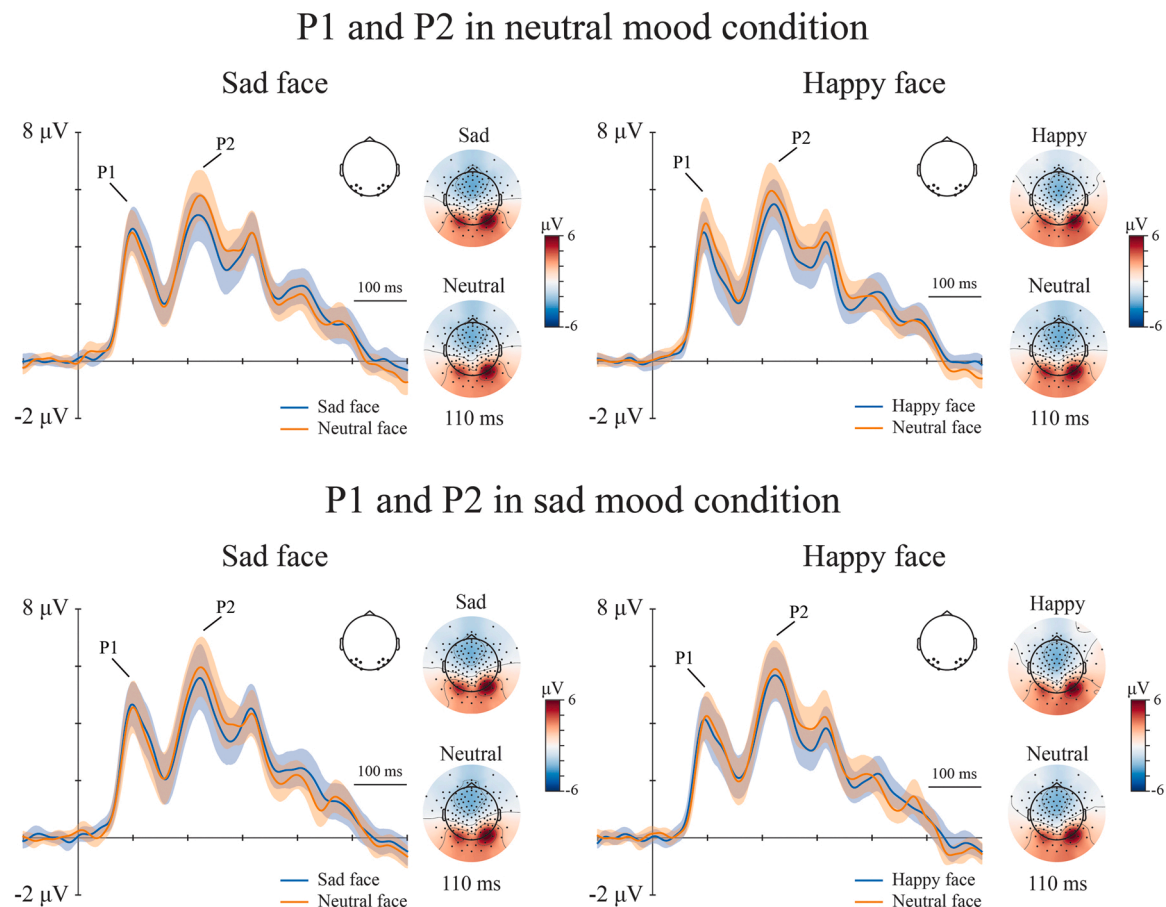 P1 and P2 in neutral mood condition
Sad face
8 μV
P1
P2
Sad
μV
6
-6
100 ms
Neutral
-2 μV
Sad face
Neutral face
110 ms
Happy face
8 μV
P1
P2
Happy
μV
6
-6
100 ms
Neutral
-2 μV
Happy face
Neutral face
110 ms
P1 and P2 in sad mood condition
Sad face
8 μV
P1
P2
Sad
μV
6
-6
100 ms
Neutral
-2 μV
Sad face
Neutral face
110 ms
Happy face
8 μV
P1
P2
Happy
μV
6
-6
100 ms
Neutral
-2 μV
Happy face
Neutral face
110 ms